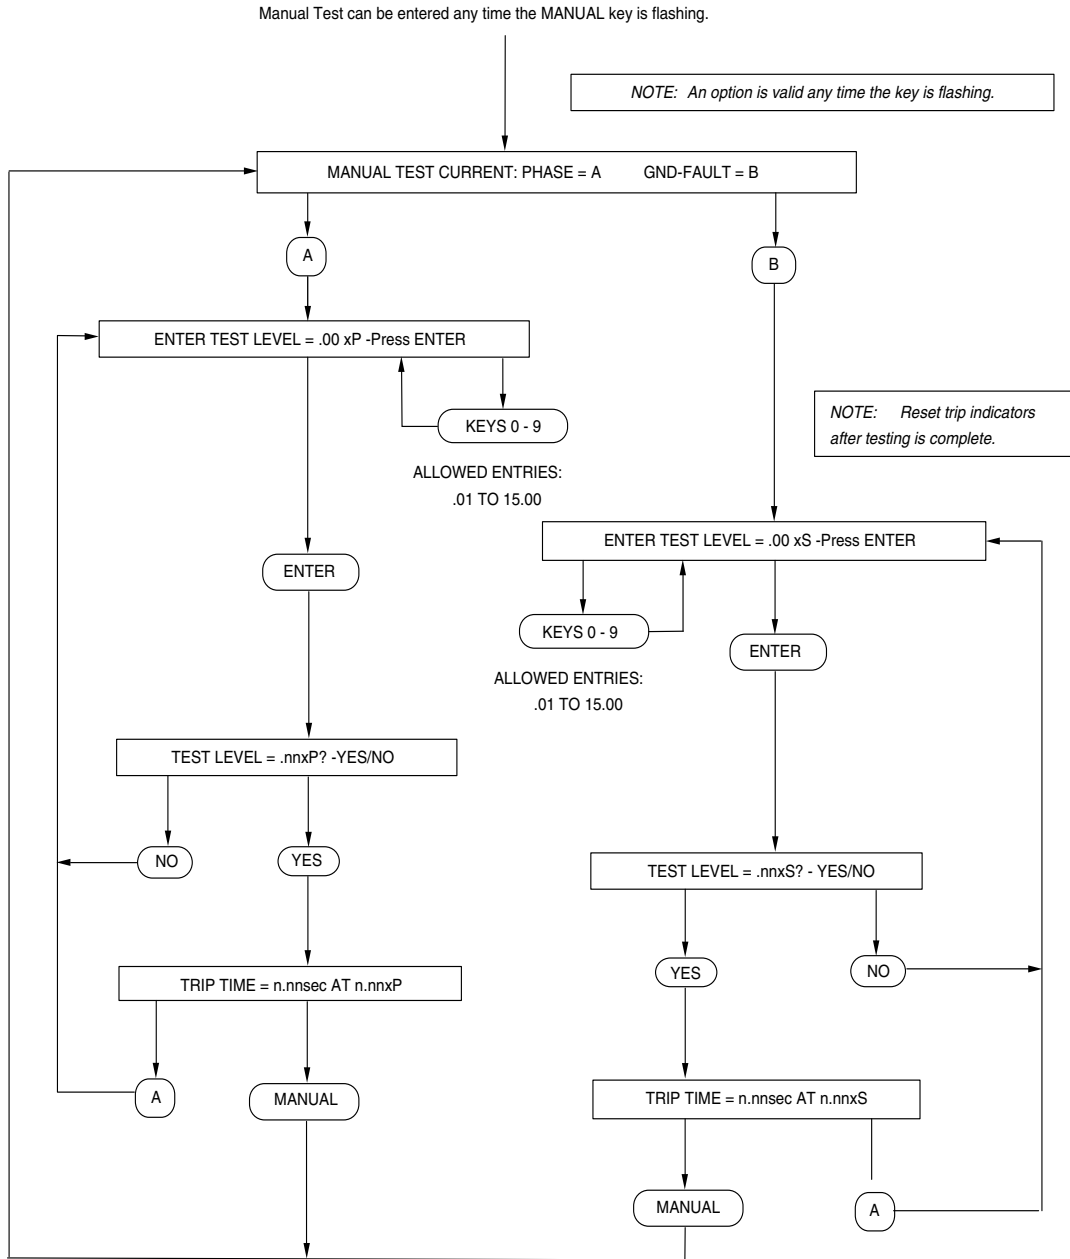 Manual Test can be entered any time the MANUAL key is flashing.
NOTE: An option is valid any time the key is flashing.
MANUAL TEST CURRENT: PHASE = A GND-FAULT = B
A
B
ENTER TEST LEVEL = .00 xP -Press ENTER
KEYS 0 - 9
ALLOWED ENTRIES:
.01 TO 15.00
NOTE: Reset trip indicators
after testing is complete.
ENTER TEST LEVEL = .00 xS -Press ENTER
ENTER
KEYS 0 - 9
ENTER
ALLOWED ENTRIES:
.01 TO 15.00
TEST LEVEL = .nnxP? -YES/NO
NO
YES
TEST LEVEL = .nnxS? - YES/NO
YES
NO
TRIP TIME = n.nnsec AT n.nnxP
A
MANUAL
TRIP TIME = n.nnsec AT n.nnxS
MANUAL
A